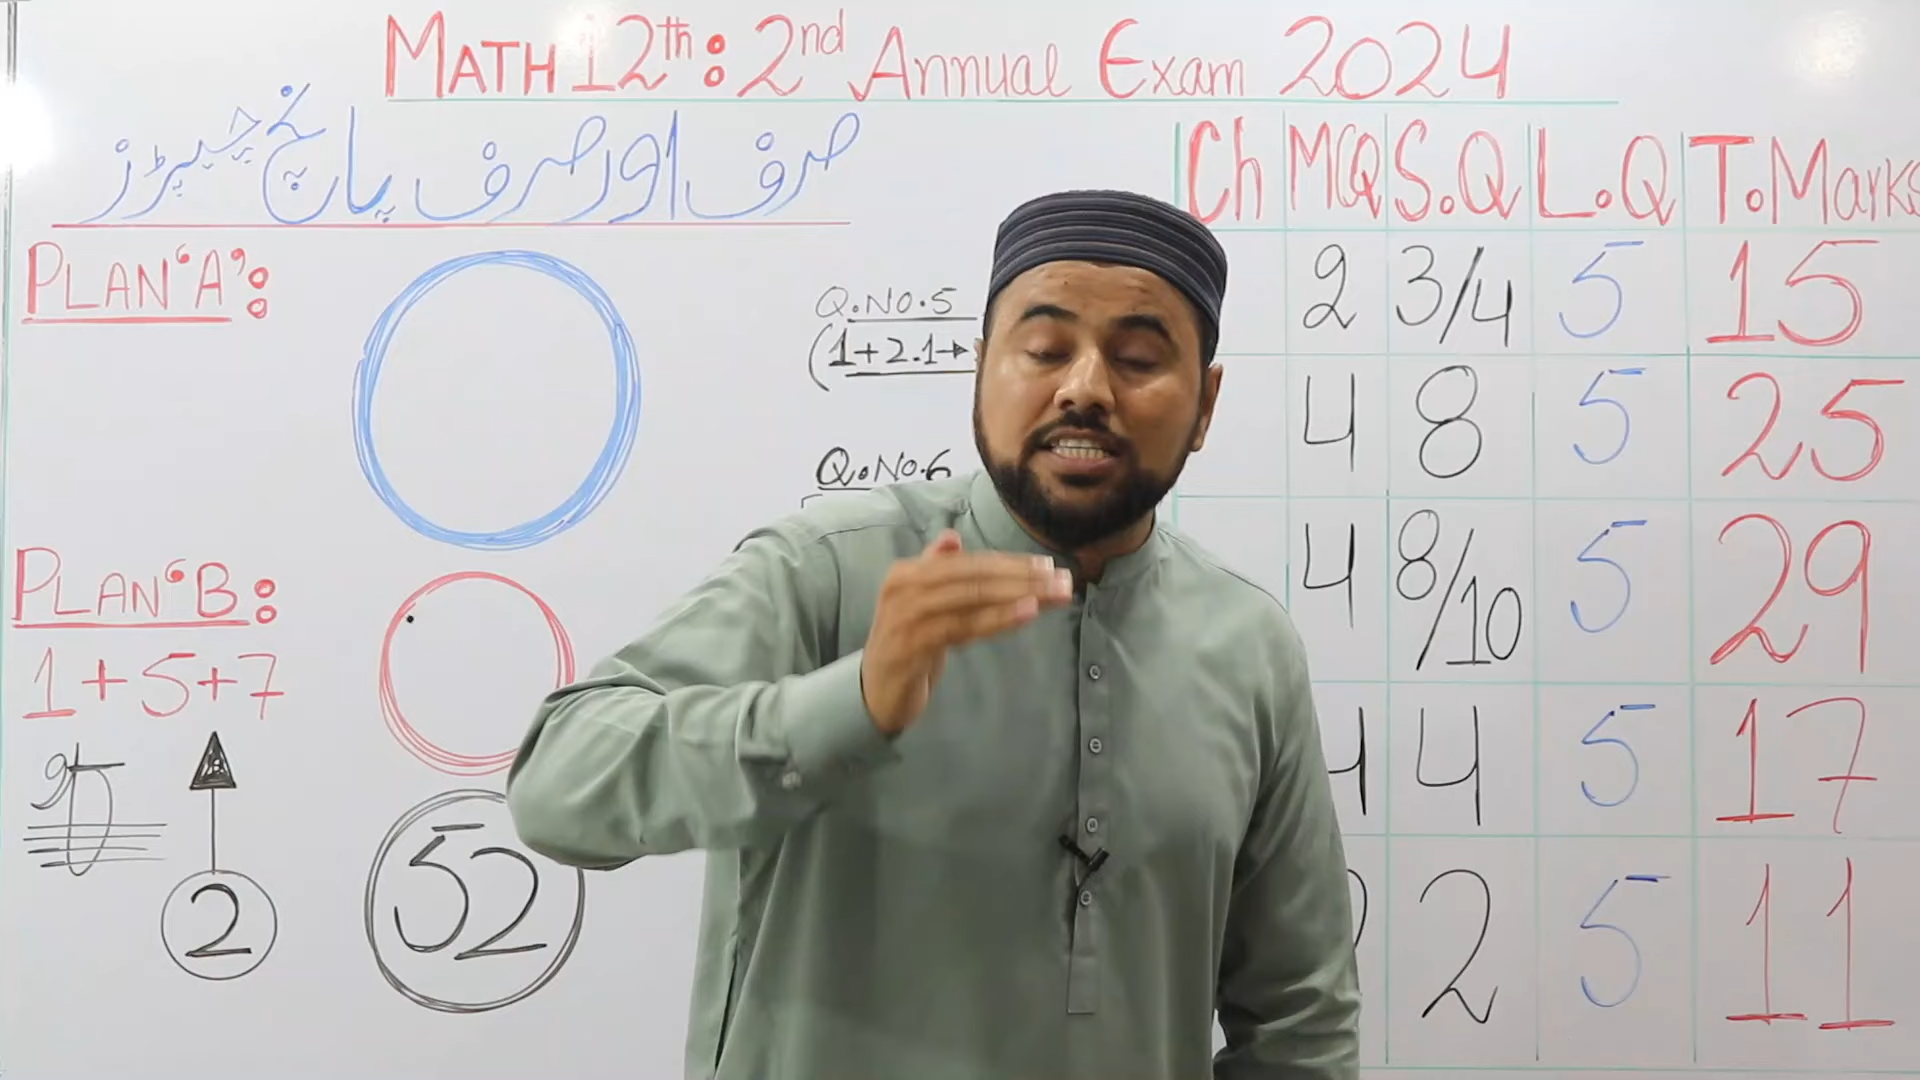 MATH 12th: 2nd Annual Exam 2024
صرف اور صرف پانچ چیپٹرز
PLAN 'A':
Q.NO.5
(1+2.1→
Q.No.6
PLAN 'B:
1+5+7
2
52
Ch MCQ S.Q L.Q T.Marks
2 3/4 5 15
4 8 5 25
4 8/10 5 29
4 4 5 17
2 5 11